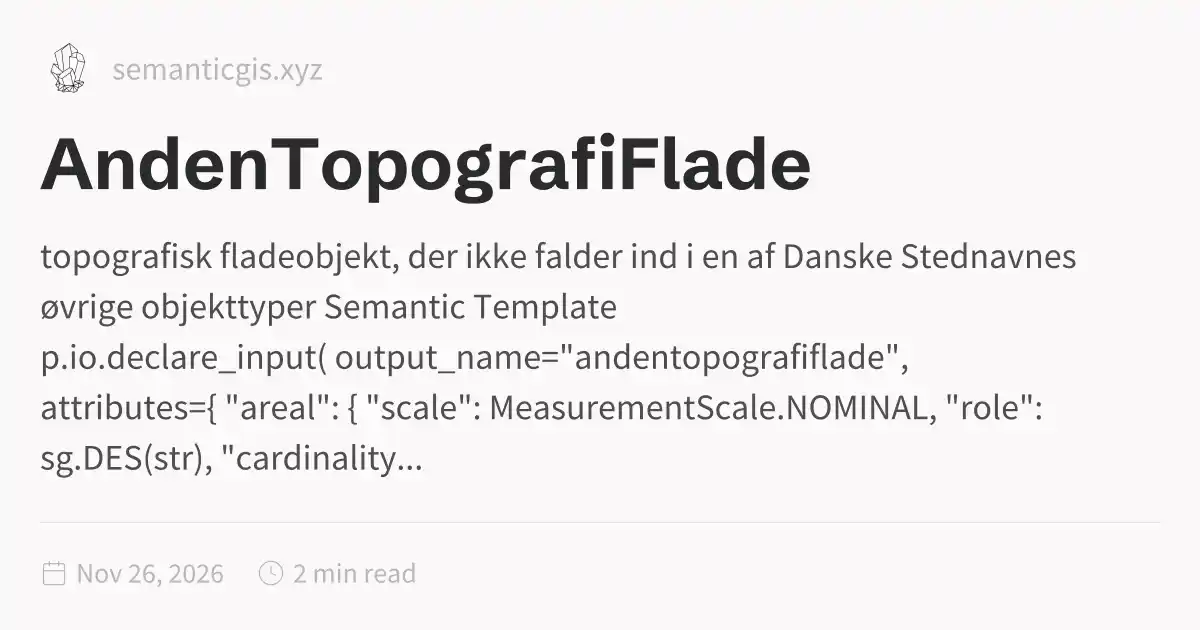 semanticgis.xyz
AndenTopografiFlade
topografisk fladeobjekt, der ikke falder ind i en af Danske Stednavnes
øvrige objekttyper Semantic Template
p.io.declare_input( output_name="andentopografiflade",
attributes={ "areal": { "scale": MeasurementScale.NOMINAL, "role":
sg.DES(str), "cardinality...
Nov 26, 2026 2 min read